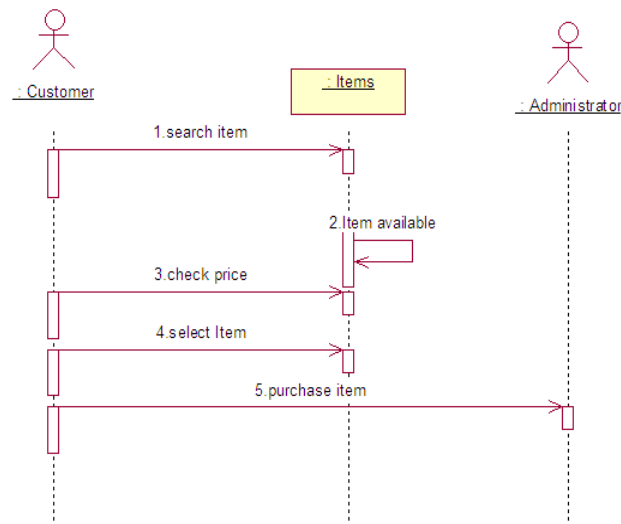 : Customer
: Items
: Administrator
1.search item
2.Item available
3.check price
4.select Item
5.purchase item